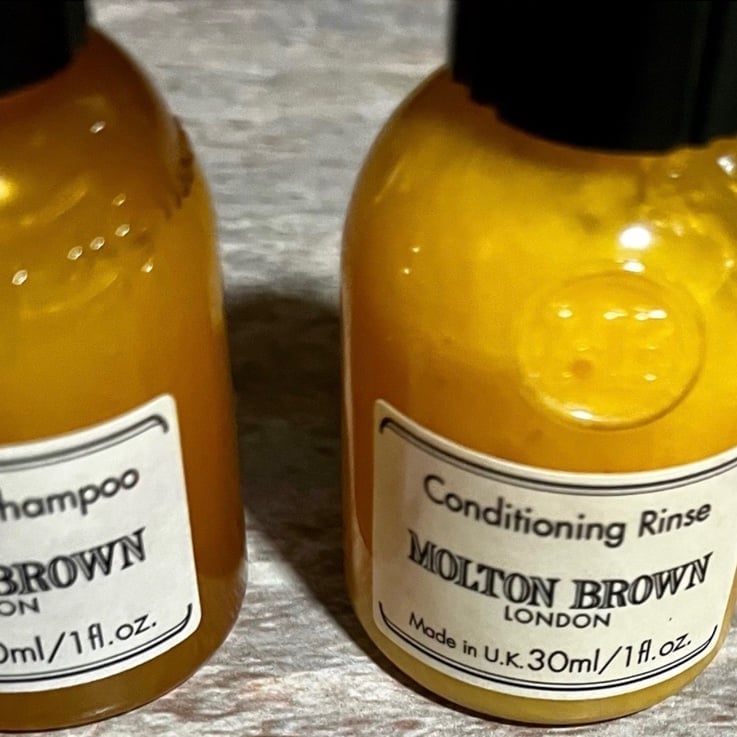 hampoo
BROWN
ON
0ml/1fl.oz.
Conditioning Rinse
MOLTON BROWN
LONDON
Made in U.K. 30ml/1fl.oz.